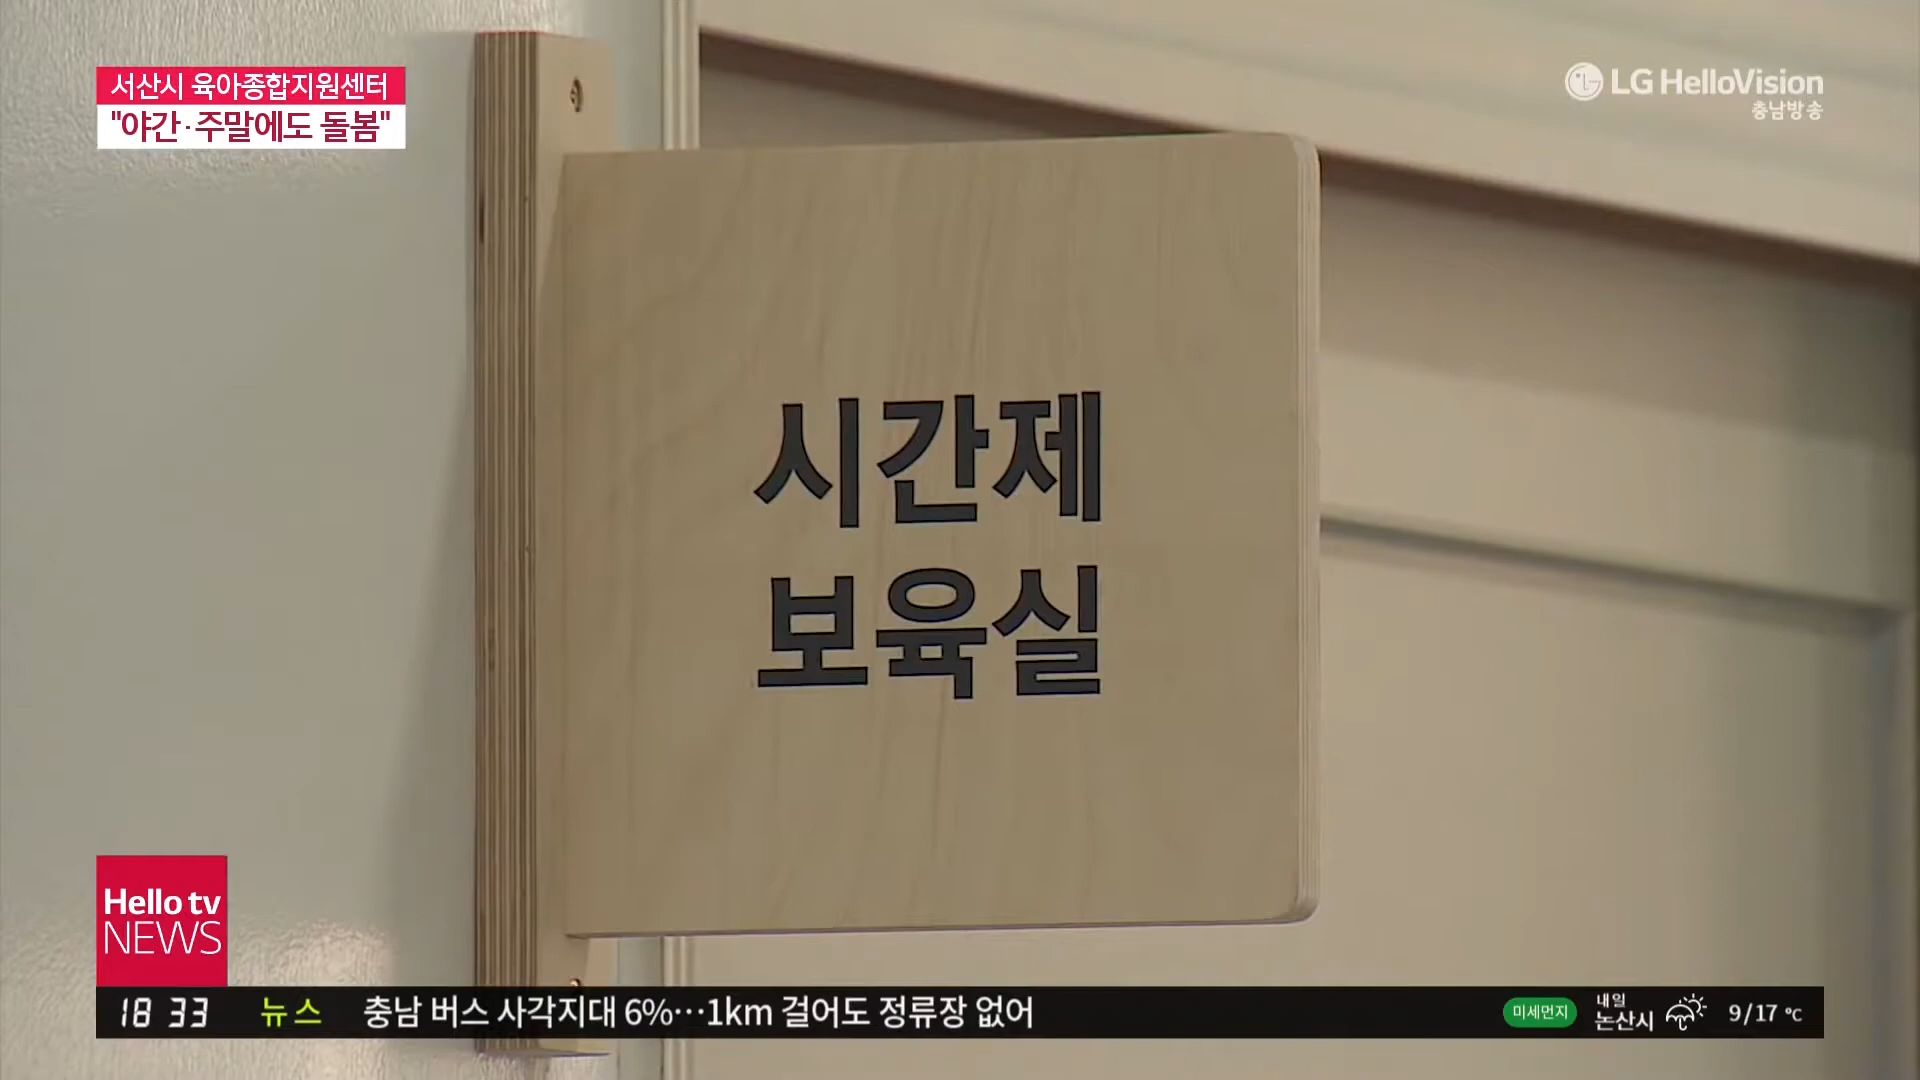 서산시 육아종합지원센터
"야간·주말에도 돌봄"
LG HelloVision
충남방송
시간제
보육실
Hello tv
NEWS
18 33 뉴스 충남 버스 사각지대 6%…1km 걸어도 정류장 없어 미세먼지 내일 논산시 9/17 ℃